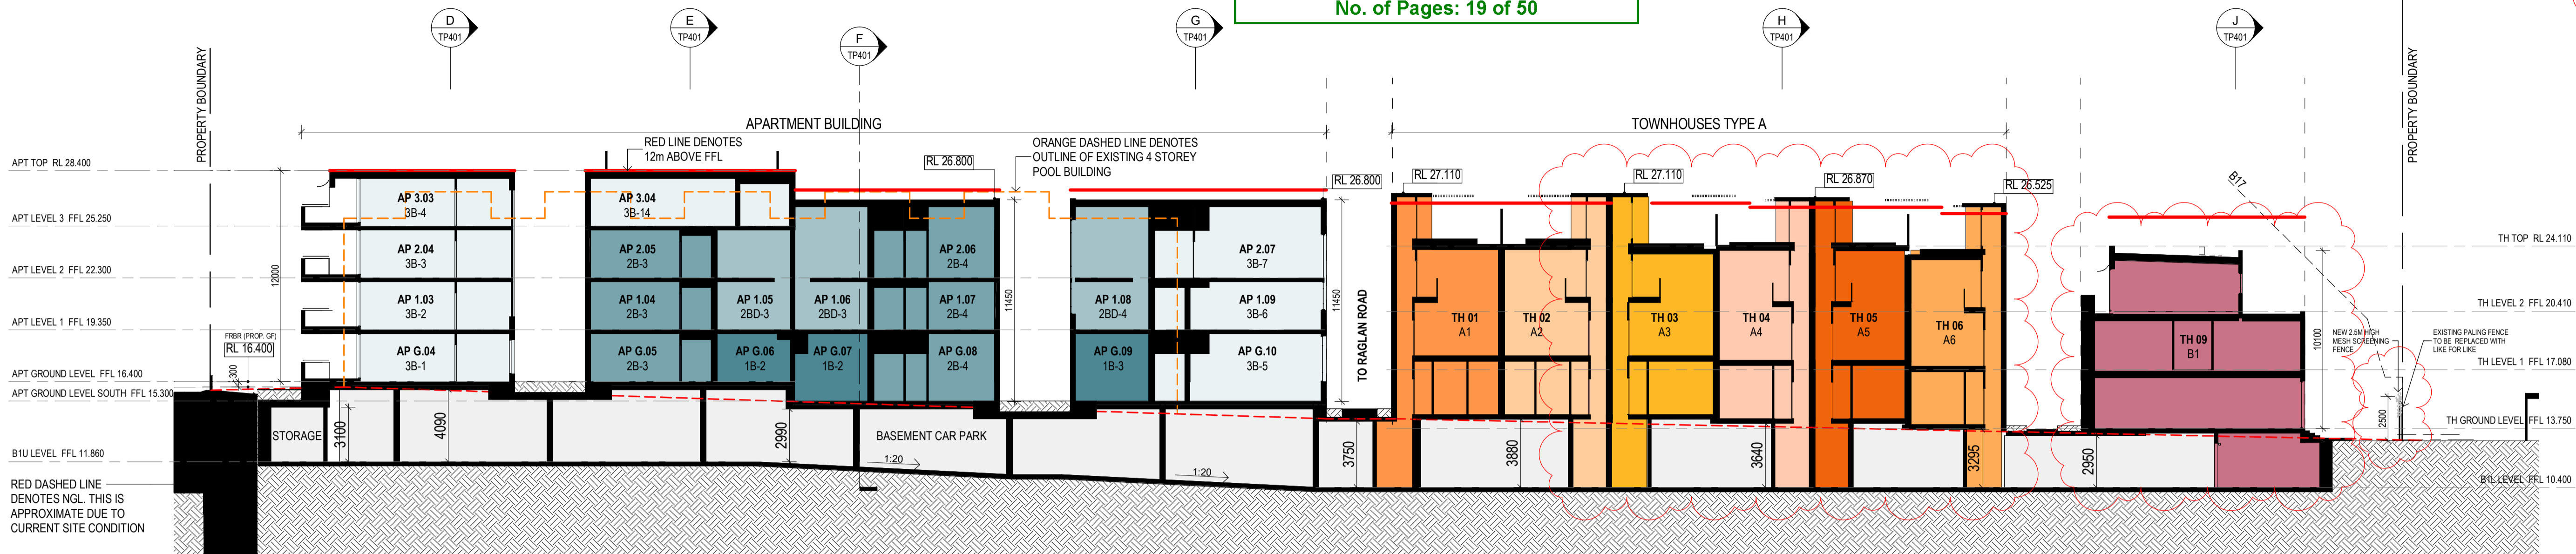 No. of Pages: 19 of 50
D
TP401
E
TP401
F
TP401
G
TP401
H
TP401
J
TP401
PROPERTY BOUNDARY
PROPERTY BOUNDARY
APARTMENT BUILDING
TOWNHOUSES TYPE A
RED LINE DENOTES
12m ABOVE FFL
RL 26.800
ORANGE DASHED LINE DENOTES
OUTLINE OF EXISTING 4 STOREY
POOL BUILDING
RL 26.800
RL 27.110
RL 27.110
RL 26.870
RL 26.525
B17
APT TOP RL 28.400
APT LEVEL 3 FFL 25.250
APT LEVEL 2 FFL 22.300
APT LEVEL 1 FFL 19.350
FRBR (PROP. GF)
RL 16.400
APT GROUND LEVEL FFL 16.400
APT GROUND LEVEL SOUTH FFL 15.300
B1U LEVEL FFL 11.860
RED DASHED LINE
DENOTES NGL. THIS IS
APPROXIMATE DUE TO
CURRENT SITE CONDITION
300
12000
AP 3.03
3B-4
AP 2.04
3B-3
AP 1.03
3B-2
AP G.04
3B-1
AP 3.04
3B-14
AP 2.05
2B-3
AP 1.04
2B-3
AP G.05
2B-3
AP 1.05
2BD-3
AP G.06
1B-2
AP 1.06
2BD-3
AP G.07
1B-2
AP 2.06
2B-4
AP 1.07
2B-4
AP G.08
2B-4
11450
AP 1.08
2BD-4
AP G.09
1B-3
AP 2.07
3B-7
AP 1.09
3B-6
AP G.10
3B-5
11450
TO RAGLAN ROAD
TH 01
A1
TH 02
A2
TH 03
A3
TH 04
A4
TH 05
A5
TH 06
A6
TH 09
B1
10100
NEW 2.5M HIGH
MESH SCREENING
FENCE
EXISTING PALING FENCE
TO BE REPLACED WITH
LIKE FOR LIKE
2500
TH TOP RL 24.110
TH LEVEL 2 FFL 20.410
TH LEVEL 1 FFL 17.080
TH GROUND LEVEL FFL 13.750
B1L LEVEL FFL 10.400
STORAGE
3100
4090
2990
BASEMENT CAR PARK
1:20
1:20
3750
3880
3640
3295
2950